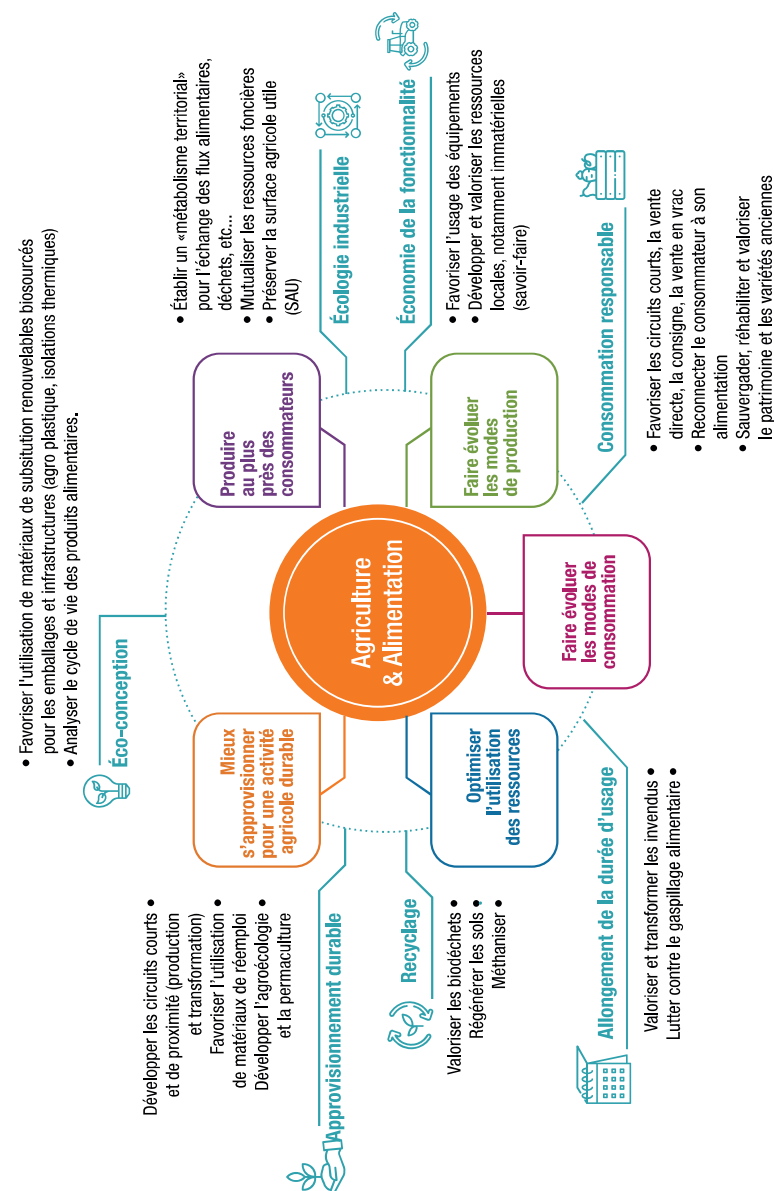 • Favoriser l'utilisation de matériaux de subsitution renouvelables biosourcés
pour les emballages et infrastructures (agro plastique, isolations thermiques)
• Analyser le cycle de vie des produits alimentaires.
Éco-conception
Développer les circuits courts •
et de proximité (production
et transformation)
Favoriser l'utilisation •
de matériaux de réemploi
Développer l'agroécologie •
et la permaculture
Approvisionnement durable
• Établir un «métabolisme territorial»
pour l'échange des flux alimentaires,
déchets, etc...
• Mutualiser les ressources foncières
• Préserver la surface agricole utile
(SAU)
Écologie industrielle
Mieux
s'approvisionner
pour une activité
agricole durable
Produire
au plus
près des
consommateurs
Agriculture
& Alimentation
Optimiser
l'utilisation
des ressources
Faire évoluer
les modes
de production
Faire évoluer
les modes de
consommation
Recyclage
Valoriser les biodéchets •
Régénérer les sols •
Méthaniser •
Économie de la fonctionnalité
• Favoriser l'usage des équipements
• Développer et valoriser les ressources
locales, notamment immatérielles
(savoir-faire)
Allongement de la durée d'usage
Valoriser et transformer les invendus •
Lutter contre le gaspillage alimentaire •
Consommation responsable
• Favoriser les circuits courts, la vente
directe, la consigne, la vente en vrac
• Reconnecter le consommateur à son
alimentation
• Sauvergader, réhabiliter et valoriser
le patrimoine et les variétés anciennes